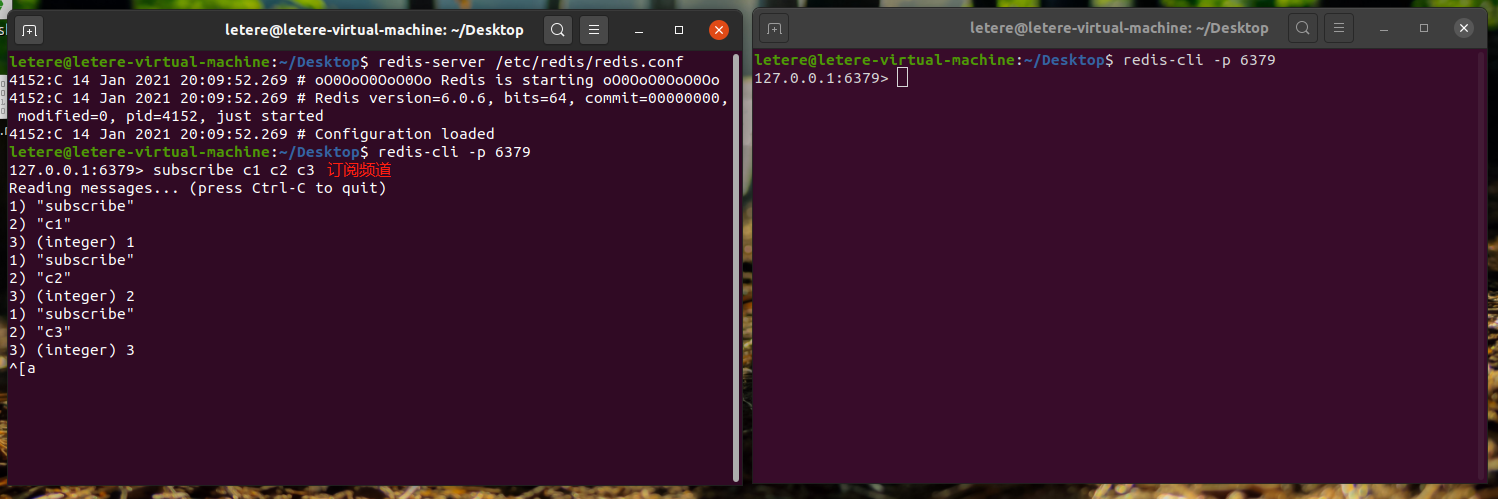 letere@letere-virtual-machine: ~/Desktop
letere@letere-virtual-machine:~/Desktop$ redis-server /etc/redis/redis.conf
4152:C 14 Jan 2021 20:09:52.269 # oO0OoO0OoO0Oo Redis is starting oO0OoO0OoO0Oo
4152:C 14 Jan 2021 20:09:52.269 # Redis version=6.0.6, bits=64, commit=00000000,
modified=0, pid=4152, just started
4152:C 14 Jan 2021 20:09:52.269 # Configuration loaded
letere@letere-virtual-machine:~/Desktop$ redis-cli -p 6379
127.0.0.1:6379> subscribe c1 c2 c3 订阅频道
Reading messages... (press Ctrl-C to quit)
1) "subscribe"
2) "c1"
3) (integer) 1
1) "subscribe"
2) "c2"
3) (integer) 2
1) "subscribe"
2) "c3"
3) (integer) 3
^[a
letere@letere-virtual-machine: ~/Desktop
letere@letere-virtual-machine:~/Desktop$ redis-cli -p 6379
127.0.0.1:6379>